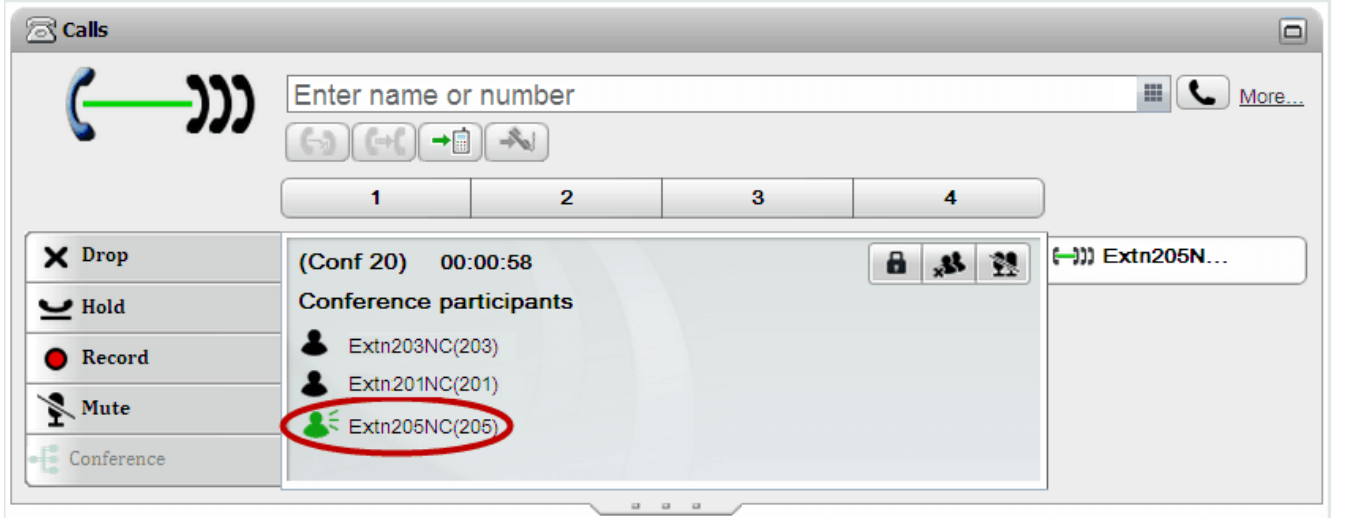 Calls
Enter name or number
More...
1 2 3 4
Drop
Hold
Record
Mute
Conference
(Conf 20) 00:00:58
Conference participants
Extn203NC(203)
Extn201NC(201)
Extn205NC(205)
Extn205N...